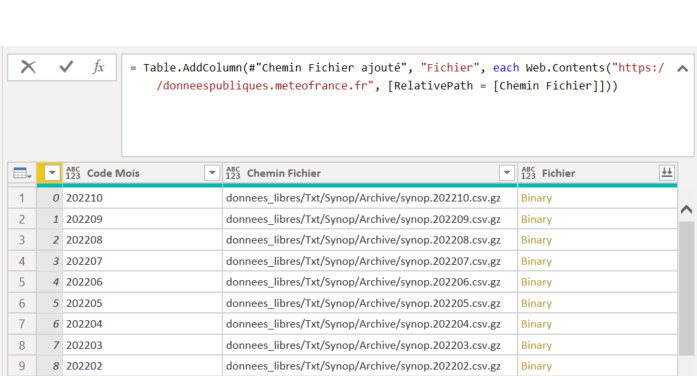 fx = Table.AddColumn(#"Chemin Fichier ajouté", "Fichier", each Web.Contents("https:/
/donneespubliques.meteofrance.fr", [RelativePath = [Chemin Fichier]]))
ABC 123 Code Mois ABC 123 Chemin Fichier ABC 123 Fichier
1 0 202210 donnees_libres/Txt/Synop/Archive/synop.202210.csv.gz Binary
2 1 202209 donnees_libres/Txt/Synop/Archive/synop.202209.csv.gz Binary
3 2 202208 donnees_libres/Txt/Synop/Archive/synop.202208.csv.gz Binary
4 3 202207 donnees_libres/Txt/Synop/Archive/synop.202207.csv.gz Binary
5 4 202206 donnees_libres/Txt/Synop/Archive/synop.202206.csv.gz Binary
6 5 202205 donnees_libres/Txt/Synop/Archive/synop.202205.csv.gz Binary
7 6 202204 donnees_libres/Txt/Synop/Archive/synop.202204.csv.gz Binary
8 7 202203 donnees_libres/Txt/Synop/Archive/synop.202203.csv.gz Binary
9 8 202202 donnees_libres/Txt/Synop/Archive/synop.202202.csv.gz Binary